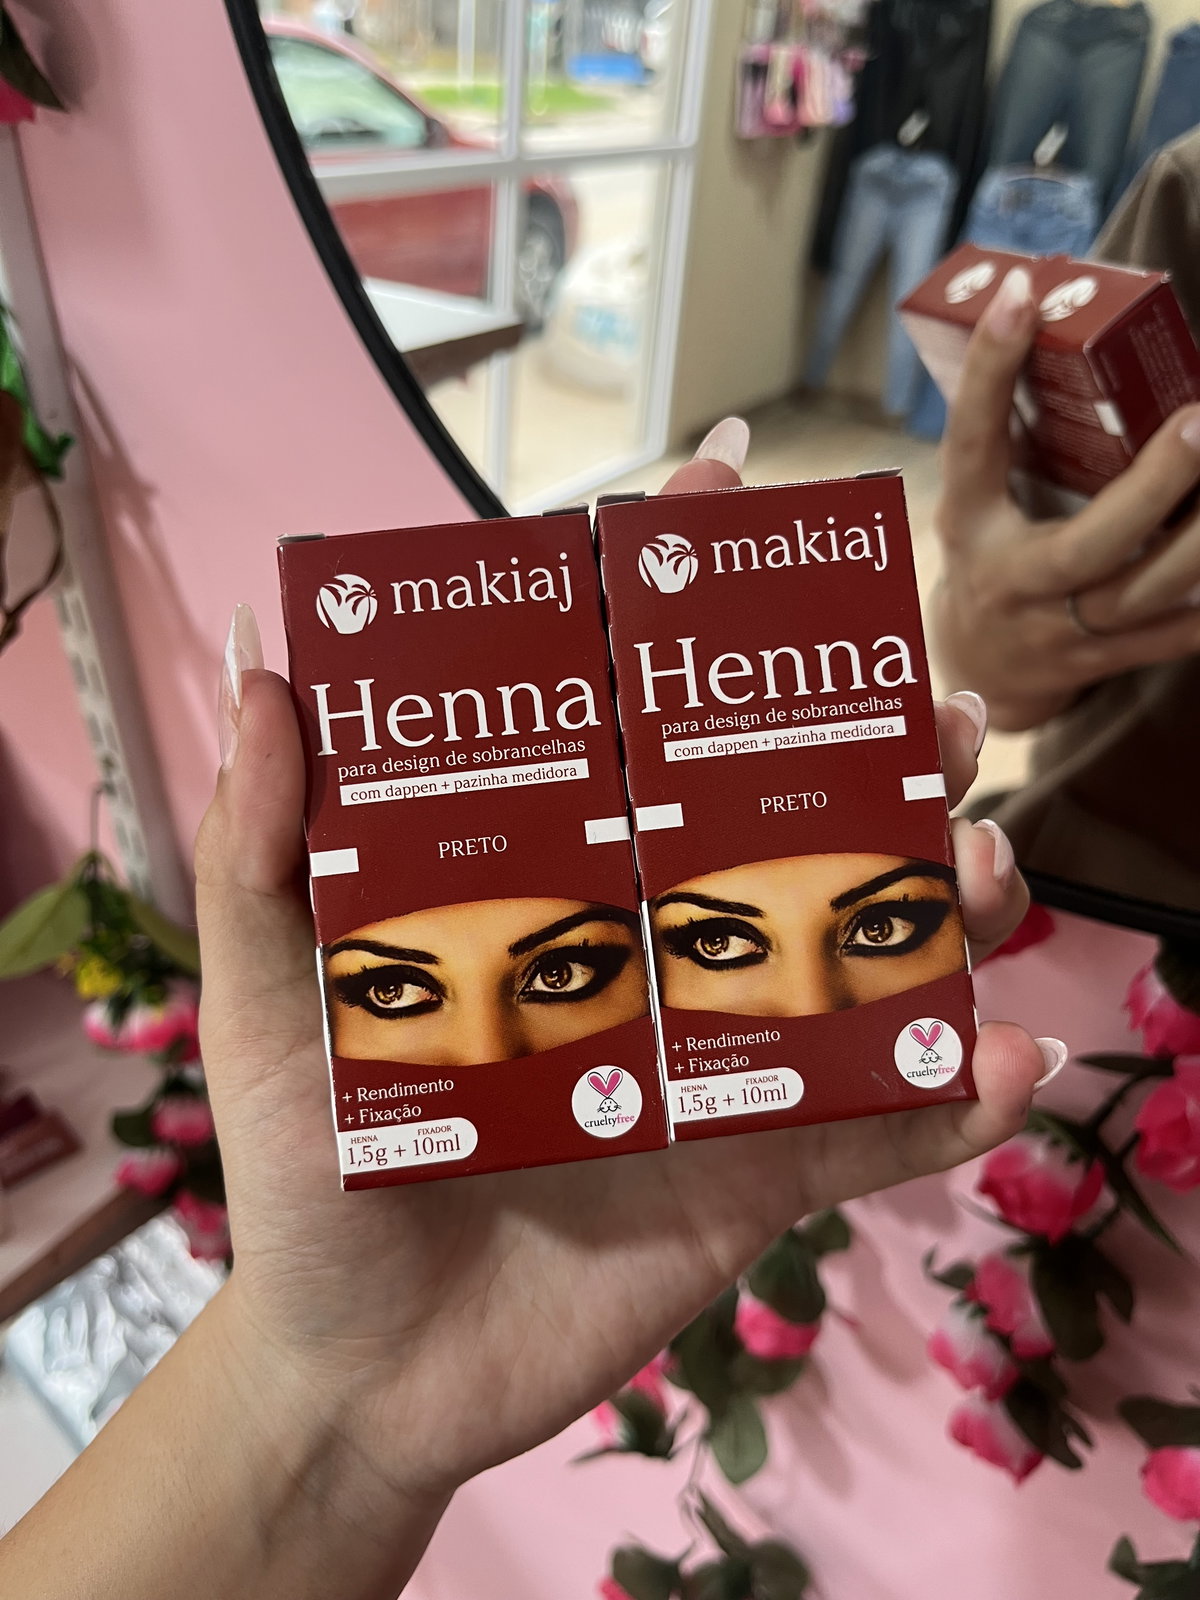 makiaj
Henna
para design de sobrancelhas
com dappen + pazinha medidora
PRETO
+ Rendimento
+ Fixação
HENNA FIXADOR
1,5g + 10ml
crueltyfree
makiaj
Henna
para design de sobrancelhas
com dappen + pazinha medidora
PRETO
+ Rendimento
+ Fixação
HENNA FIXADOR
1,5g + 10ml
crueltyfree